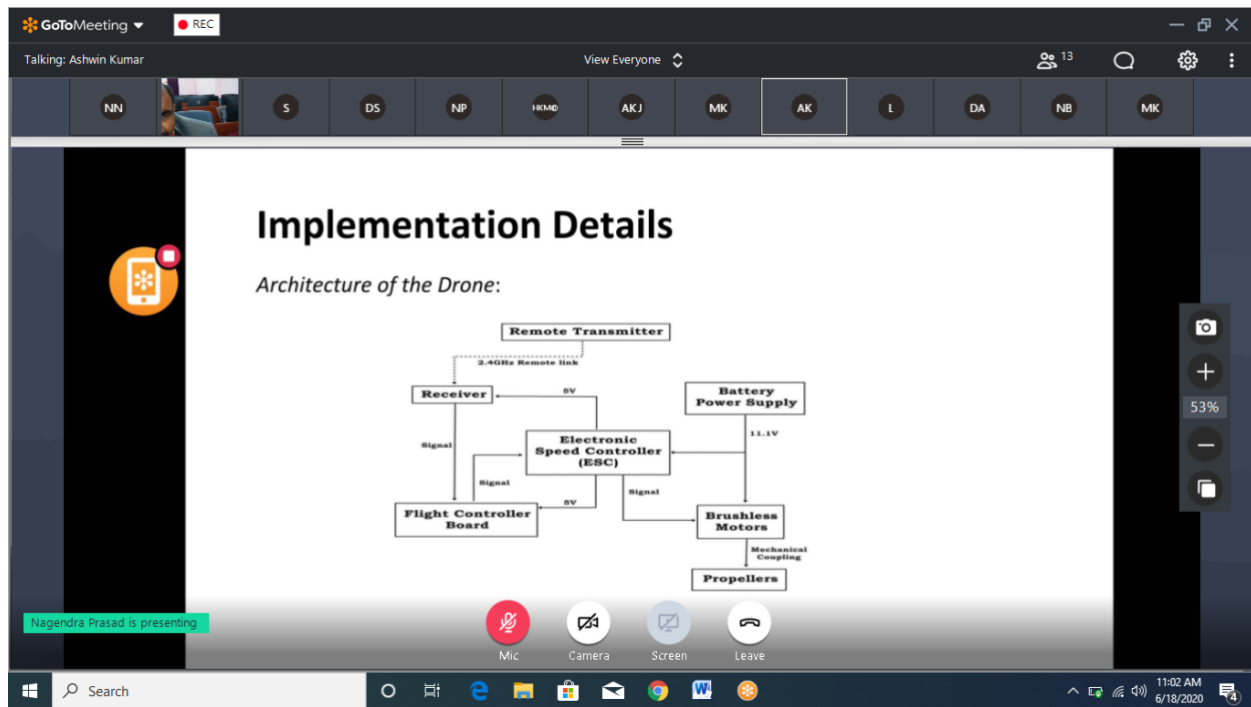 GoToMeeting
REC
Talking: Ashwin Kumar
View Everyone
13
NN
S
DS
NP
HKMD
AKJ
MK
AK
L
DA
NB
MK
Implementation Details
Architecture of the Drone:
Remote Transmitter
2.4GHz Remote link
Receiver
5V
Battery
Power Supply
11.1V
Signal
Electronic
Speed Controller
(ESC)
Signal
Signal
5V
Flight Controller
Board
Brushless
Motors
Mechanical
Coupling
Propellers
53%
Nagendra Prasad is presenting
Mic
Camera
Screen
Leave
Search
11:02 AM
6/18/2020
4